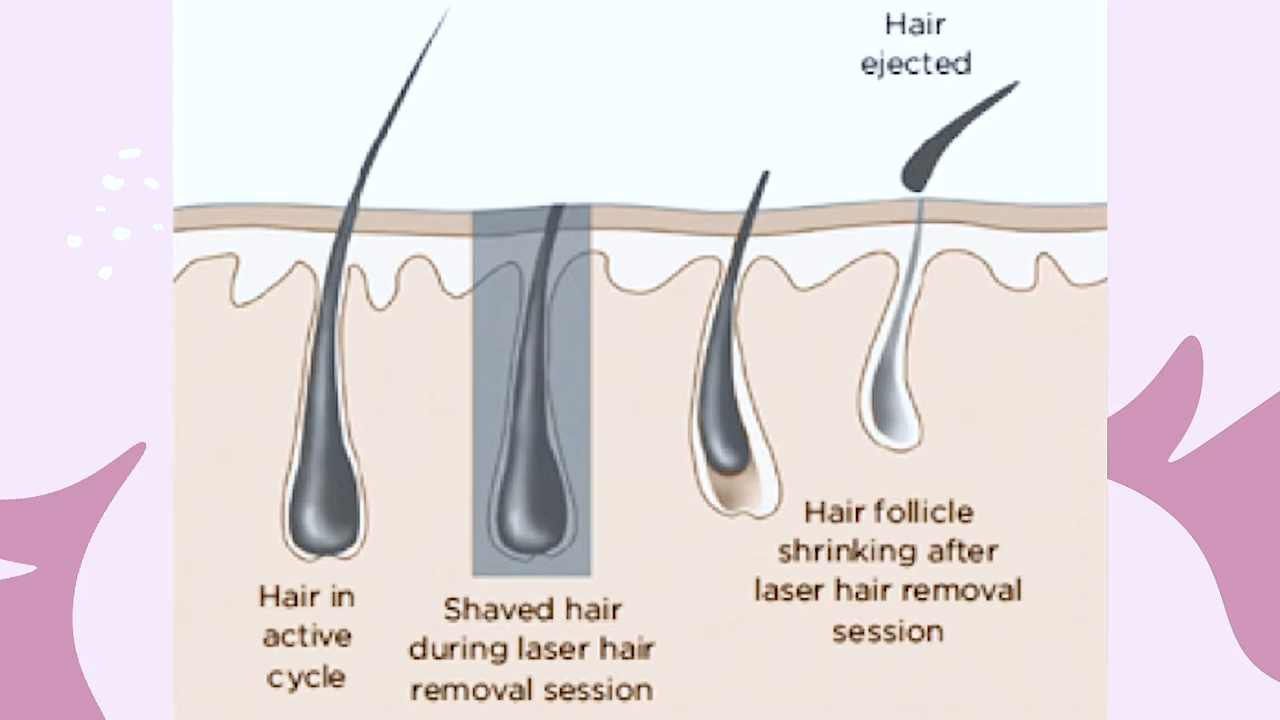 Hair
ejected
Hair in
active
cycle
Shaved hair
during laser hair
removal session
Hair follicle
shrinking after
laser hair removal
session